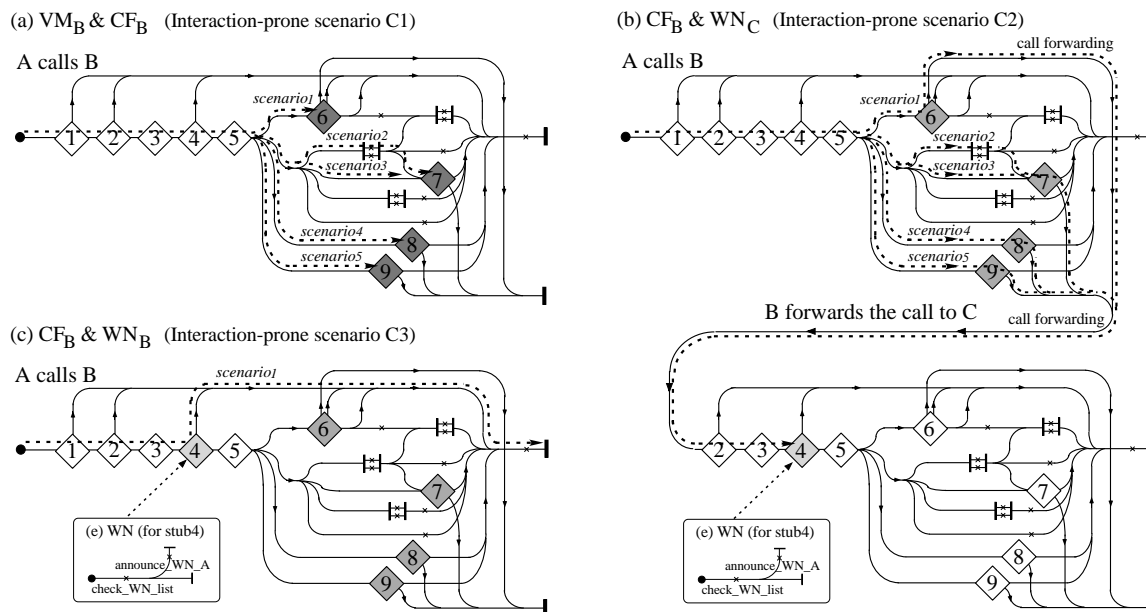 (a) VM_B & CF_B (Interaction-prone scenario C1)
A calls B
scenario1
6
1 2 3 4 5
scenario2
scenario3
7
scenario4
8
scenario5
9
(b) CF_B & WN_C (Interaction-prone scenario C2)
call forwarding
A calls B
scenario1
6
1 2 3 4 5
scenario2
scenario3
7
scenario4
8
scenario5
9
B forwards the call to C
call forwarding
2 3 4 5
6
7
8
9
(e) WN (for stub4)
announce_WN_A
check_WN_list
(c) CF_B & WN_B (Interaction-prone scenario C3)
A calls B
scenario1
6
1 2 3 4 5
7
8
9
(e) WN (for stub4)
announce_WN_A
check_WN_list